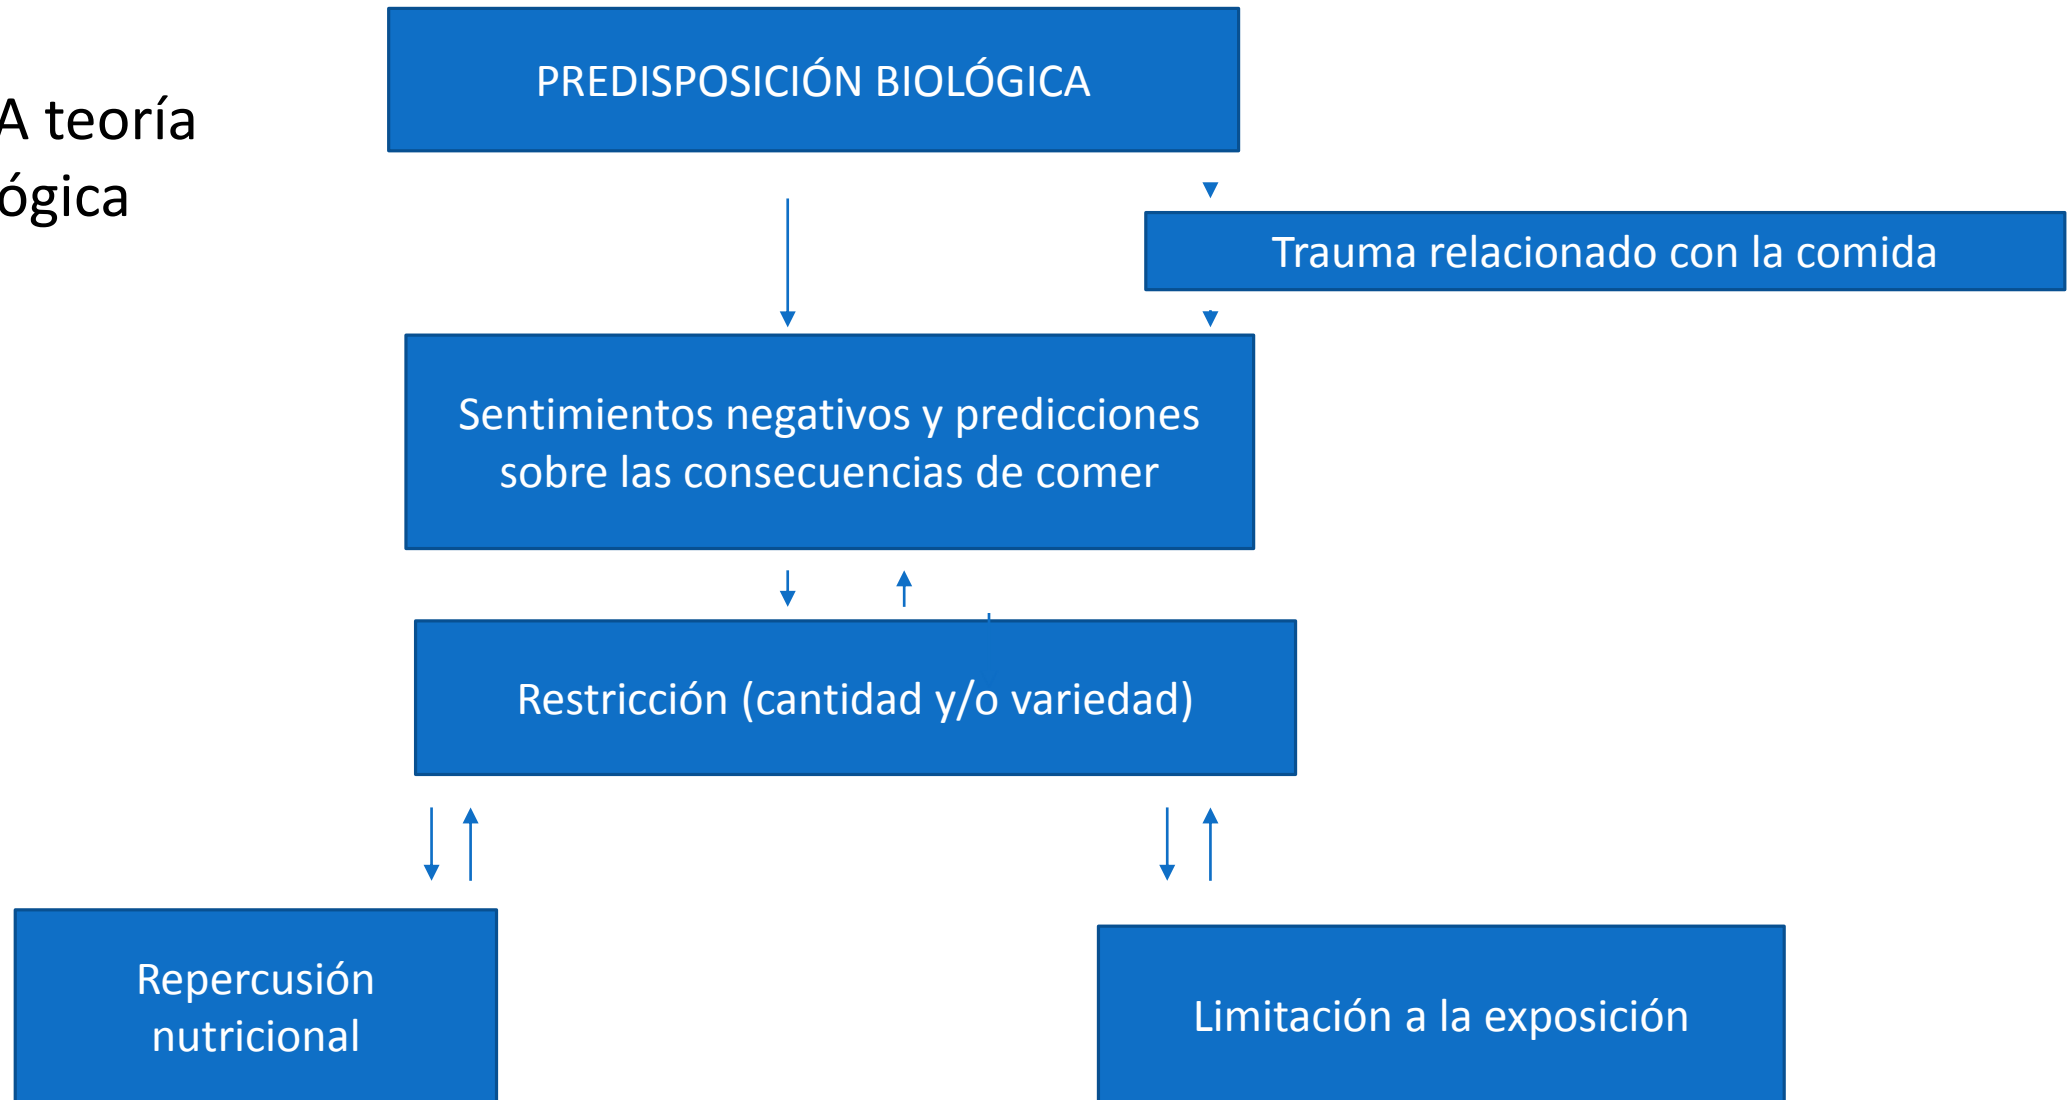 PREDISPOSICIÓN BIOLÓGICA
A teoría
ógica
Trauma relacionado con la comida
Sentimientos negativos y predicciones
sobre las consecuencias de comer
Restricción (cantidad y/o variedad)
Repercusión
nutricional
Limitación a la exposición